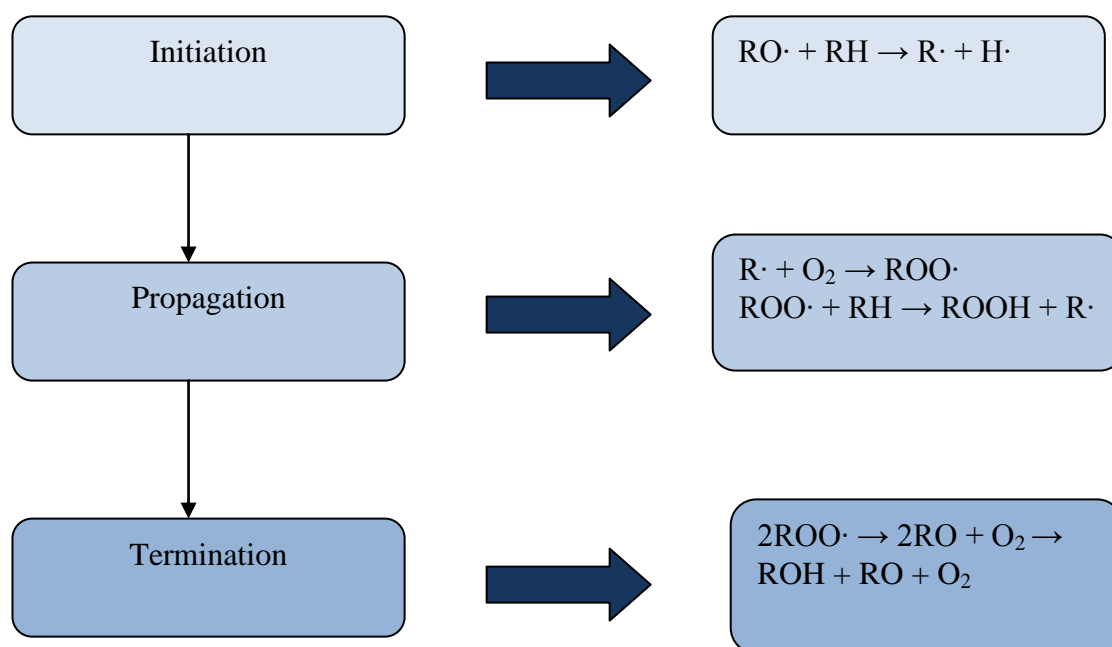 Initiation
RO· + RH → R· + H·
Propagation
R· + O₂ → ROO·
ROO· + RH → ROOH + R·
Termination
2ROO· → 2RO + O₂ →
ROH + RO + O₂